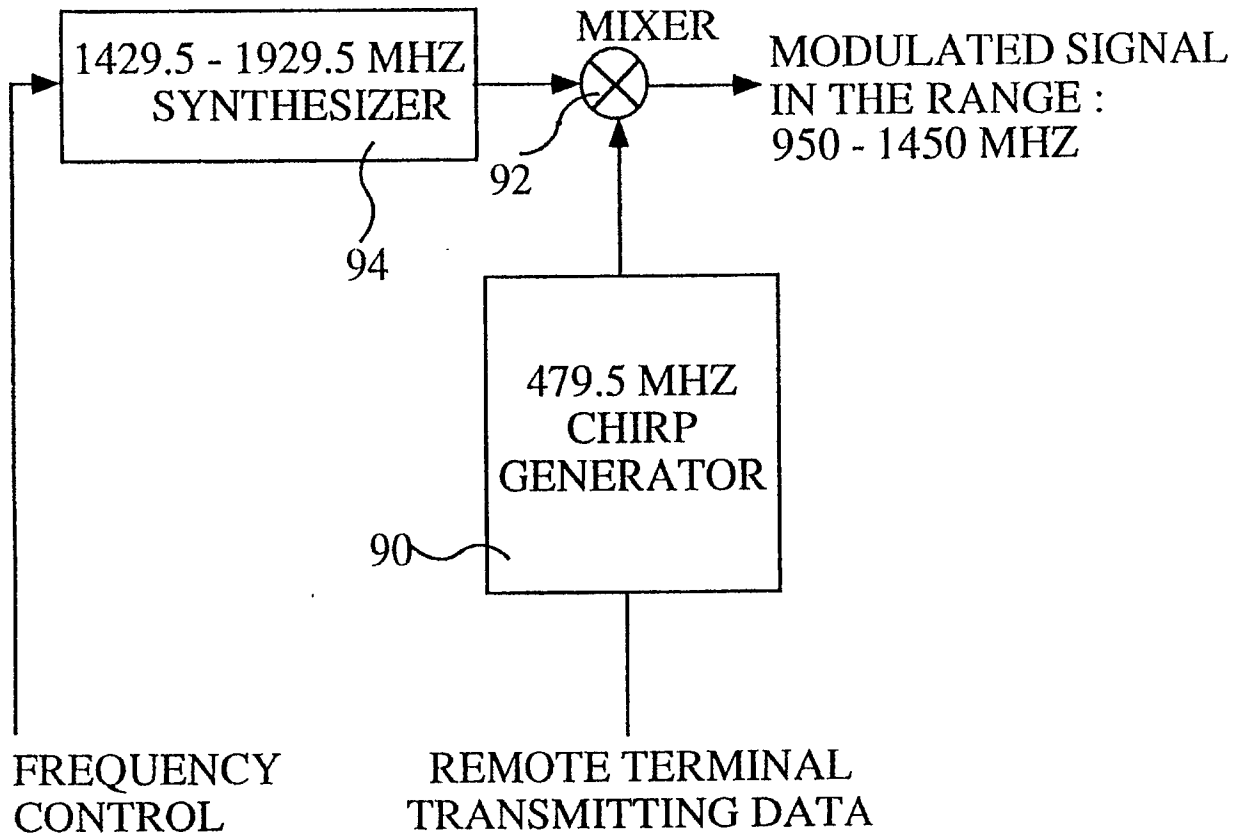 1429.5 - 1929.5 MHZ
SYNTHESIZER
94
MIXER
92
MODULATED SIGNAL
IN THE RANGE :
950 - 1450 MHZ
479.5 MHZ
CHIRP
GENERATOR
90
FREQUENCY
CONTROL
REMOTE TERMINAL
TRANSMITTING DATA